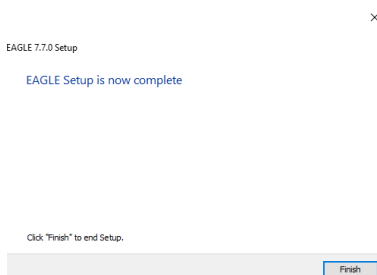 EAGLE 7.7.0 Setup
EAGLE Setup is now complete
Click "Finish" to end Setup.
Finish